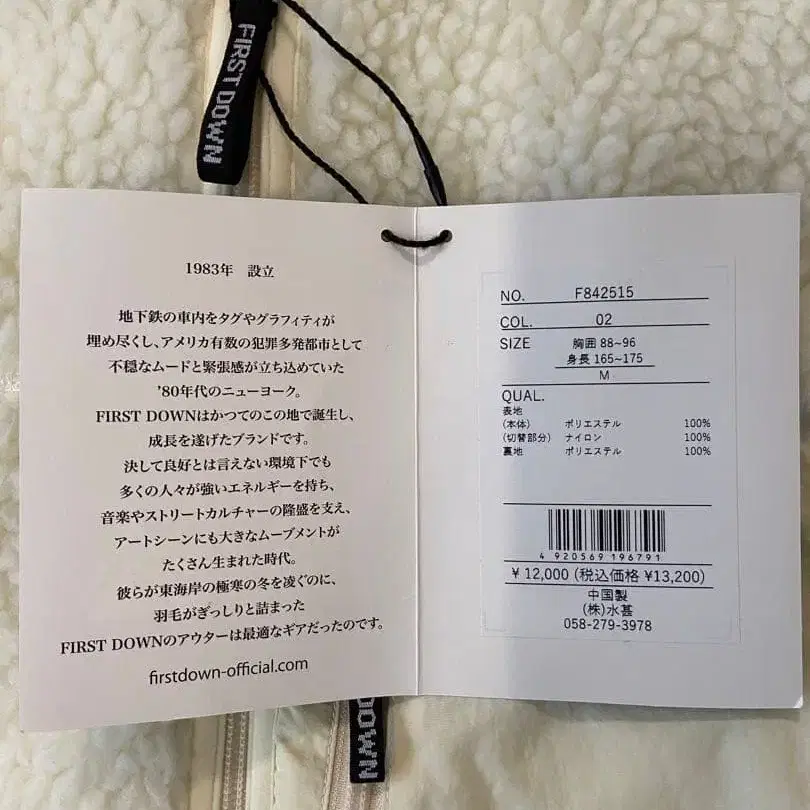 FIRST DOWN
1983年 設立
地下鉄の車内をタグやグラフィティが
埋め尽くし、アメリカ有数の犯罪多発都市として
不穏なムードと緊張感が立ち込めていた
'80年代のニューヨーク。
FIRST DOWNはかつてのこの地で誕生し、
成長を遂げたブランドです。
決して良好とは言えない環境下でも
多くの人々が強いエネルギーを持ち、
音楽やストリートカルチャーの隆盛を支え、
アートシーンにも大きなムーブメントが
たくさん生まれた時代。
彼らが東海岸の極寒の冬を凌ぐのに、
羽毛がぎっしりと詰まった
FIRST DOWNのアウターは最適なギアだったのです。
firstdown-official.com
NO. F842515
COL. 02
SIZE 胸囲 88~96
身長 165~175
M
QUAL.
表地
(本体) ポリエステル 100%
(切替部分) ナイロン 100%
裏地 ポリエステル 100%
4 920569 196791
¥ 12,000 (税込価格 ¥13,200)
中国製
(株)水甚
058-279-3978
FIRST DOWN